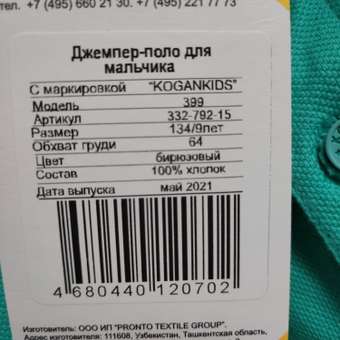 тел. +7 (495) 660 21 30. +7 (495) 221 77 73
Джемпер-поло для
мальчика
С маркировкой "KOGANKIDS"
Модель 399
Артикул 332-792-15
Размер 134/9лет
Обхват груди 64
Цвет бирюзовый
Состав 100% хлопок
Дата выпуска май 2021
4 680440 120702
Изготовитель: ООО ИП "PRONTO TEXTILE GROUP".
Адрес изготовителя: 111608, Узбекистан, Ташкентская область,